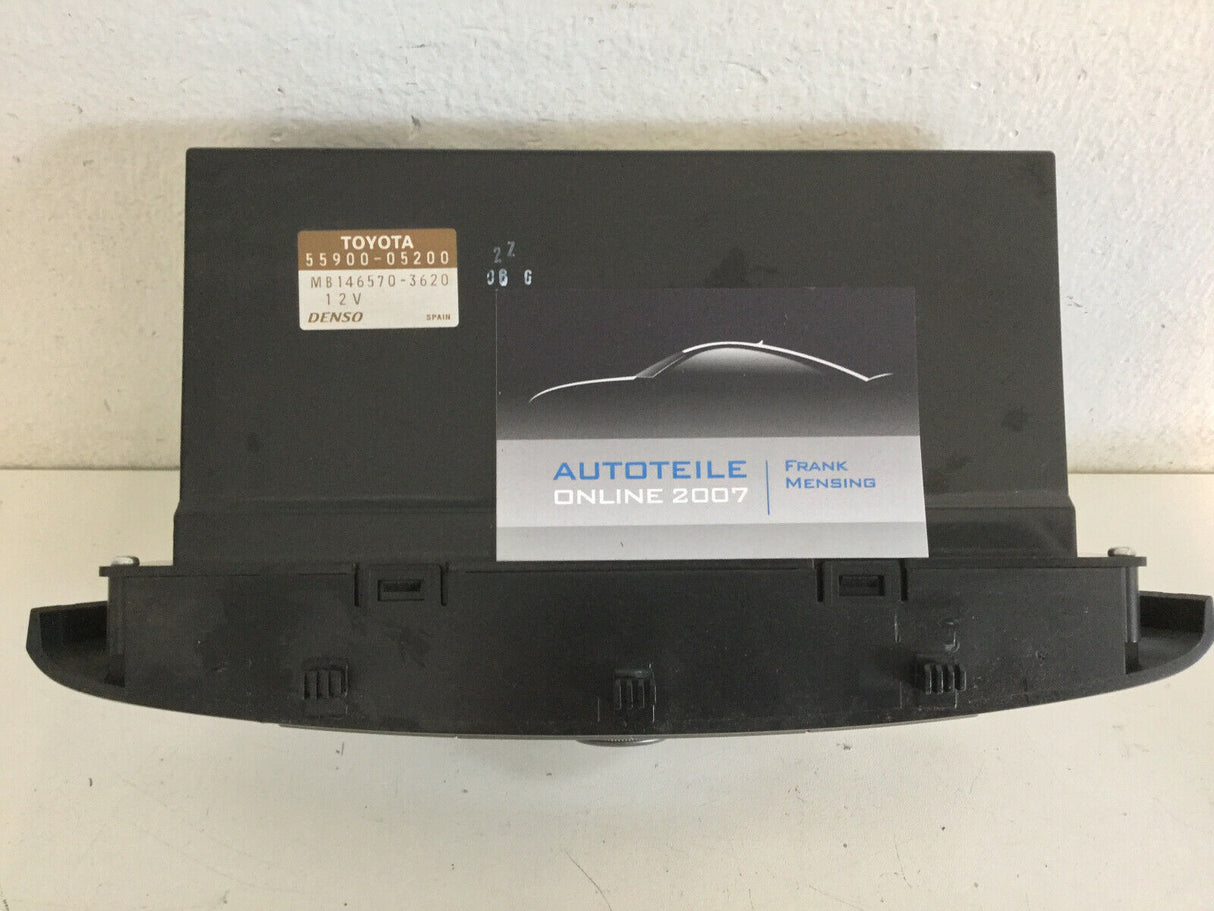 TOYOTA
55900-05200
MB146570-3620
12V
DENSO SPAIN
2Z
06 G
AUTOTEILE
ONLINE 2007
FRANK
MENSING